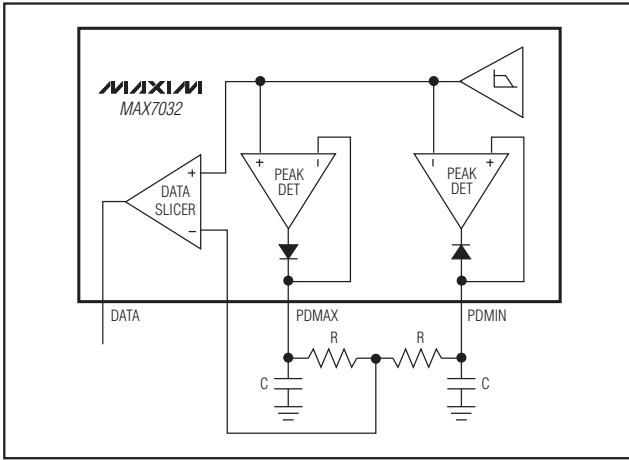 MAXIM
MAX7032
+
−
DATA
SLICER
+
−
PEAK
DET
−
+
PEAK
DET
DATA
PDMAX
PDMIN
R
R
C
C